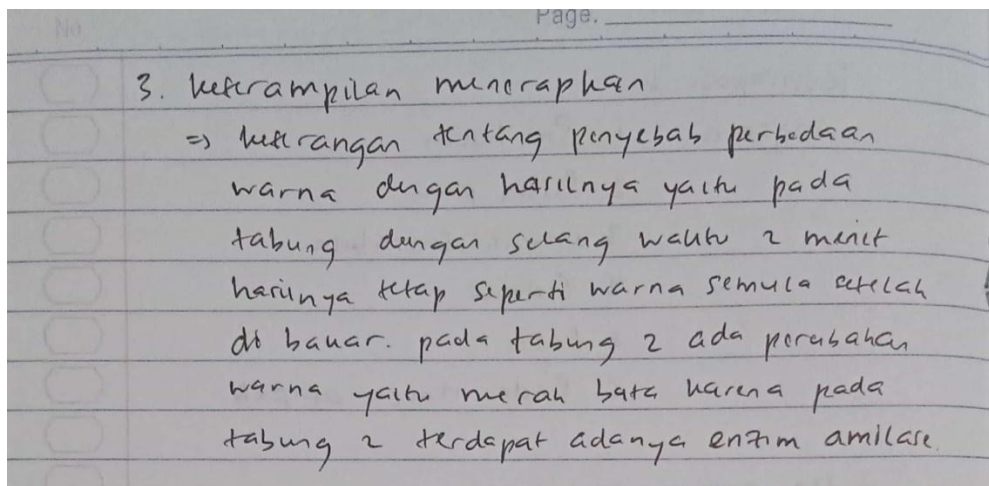 No
Page.
3. keterampilan menerapkan
=> keterangan tentang penyebab perbedaan
warna dengan hasilnya yaitu pada
tabung dengan selang waktu 2 menit
hasilnya tetap seperti warna semula setelah
di bakar. pada tabung 2 ada perubahan
warna yaitu merah bata karena pada
tabung 2 terdapat adanya enzim amilase.